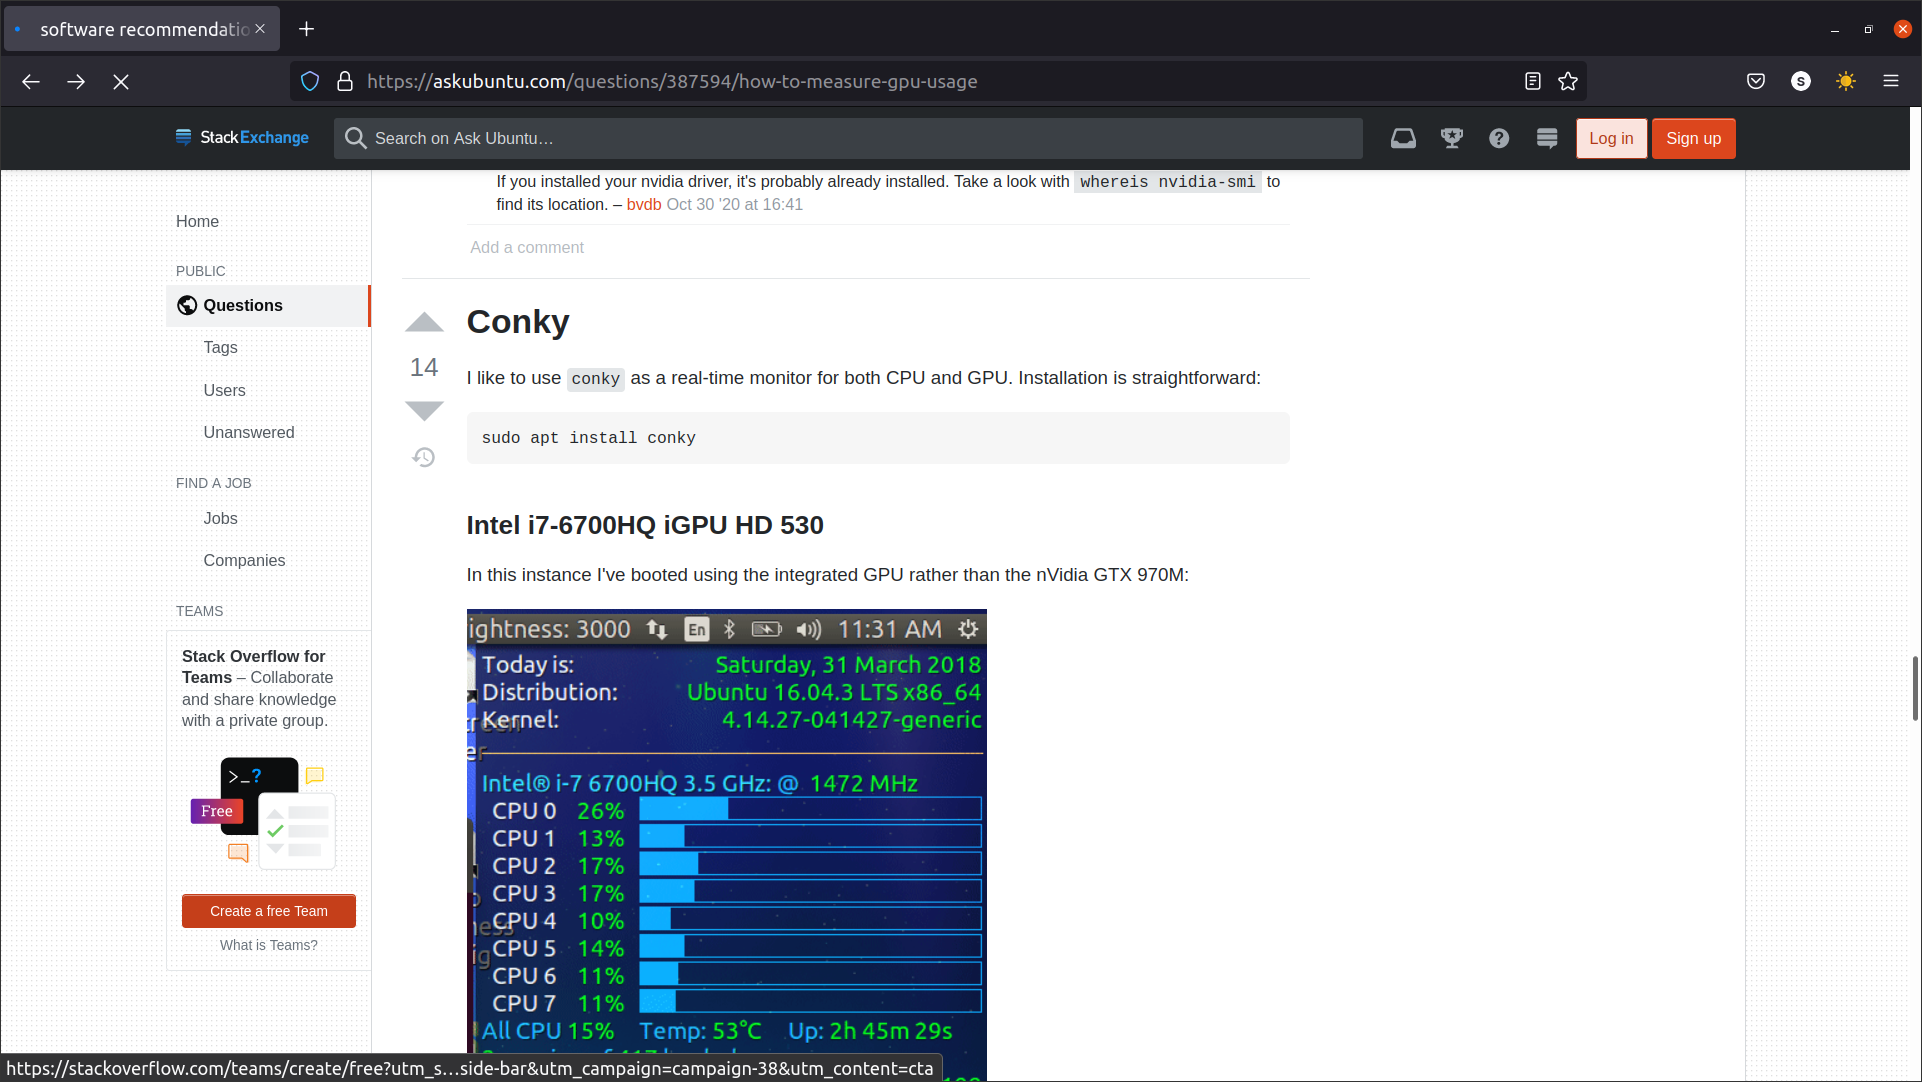 software recommendatio
https://askubuntu.com/questions/387594/how-to-measure-gpu-usage
S
StackExchange
Search on Ask Ubuntu…
Log in
Sign up
Home
PUBLIC
Questions
Tags
Users
Unanswered
FIND A JOB
Jobs
Companies
TEAMS
Stack Overflow for
Teams – Collaborate
and share knowledge
with a private group.
>_?
Free
Create a free Team
What is Teams?
If you installed your nvidia driver, it's probably already installed. Take a look with whereis nvidia-smi to
find its location. – bvdb Oct 30 '20 at 16:41
Add a comment
14
Conky
I like to use conky as a real-time monitor for both CPU and GPU. Installation is straightforward:
sudo apt install conky
Intel i7-6700HQ iGPU HD 530
In this instance I've booted using the integrated GPU rather than the nVidia GTX 970M:
ightness: 3000 En 11:31 AM
Today is: Saturday, 31 March 2018
Distribution: Ubuntu 16.04.3 LTS x86_64
Kernel: 4.14.27-041427-generic
Intel® i-7 6700HQ 3.5 GHz: @ 1472 MHz
CPU 0 26%
CPU 1 13%
CPU 2 17%
CPU 3 17%
CPU 4 10%
CPU 5 14%
CPU 6 11%
CPU 7 11%
All CPU 15% Temp: 53°C Up: 2h 45m 29s
https://stackoverflow.com/teams/create/free?utm_s…side-bar&utm_campaign=campaign-38&utm_content=cta